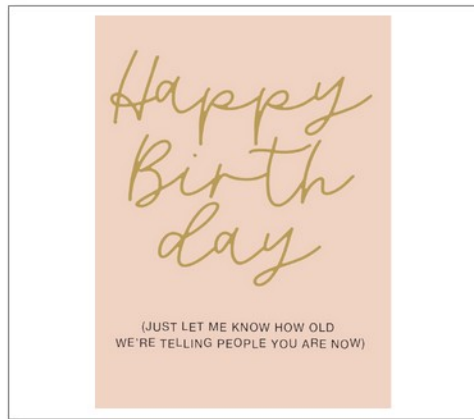 Happy
Birth
day
(JUST LET ME KNOW HOW OLD
WE'RE TELLING PEOPLE YOU ARE NOW)